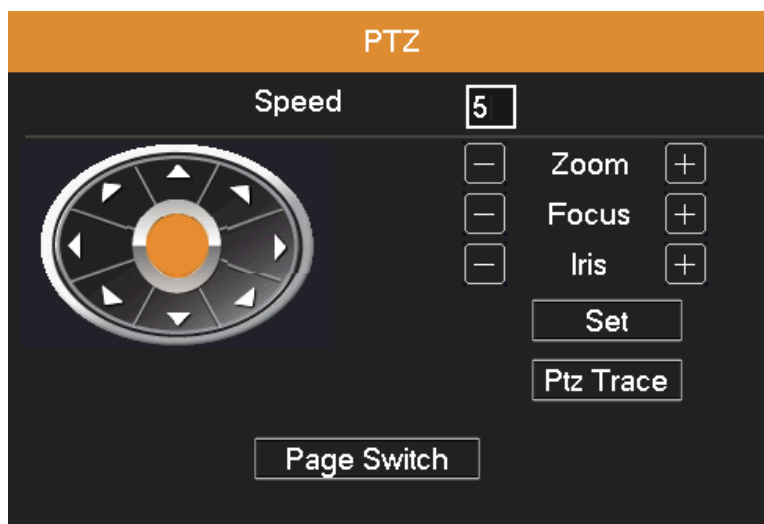 PTZ
Speed 5
− Zoom +
− Focus +
− Iris +
Set
Ptz Trace
Page Switch